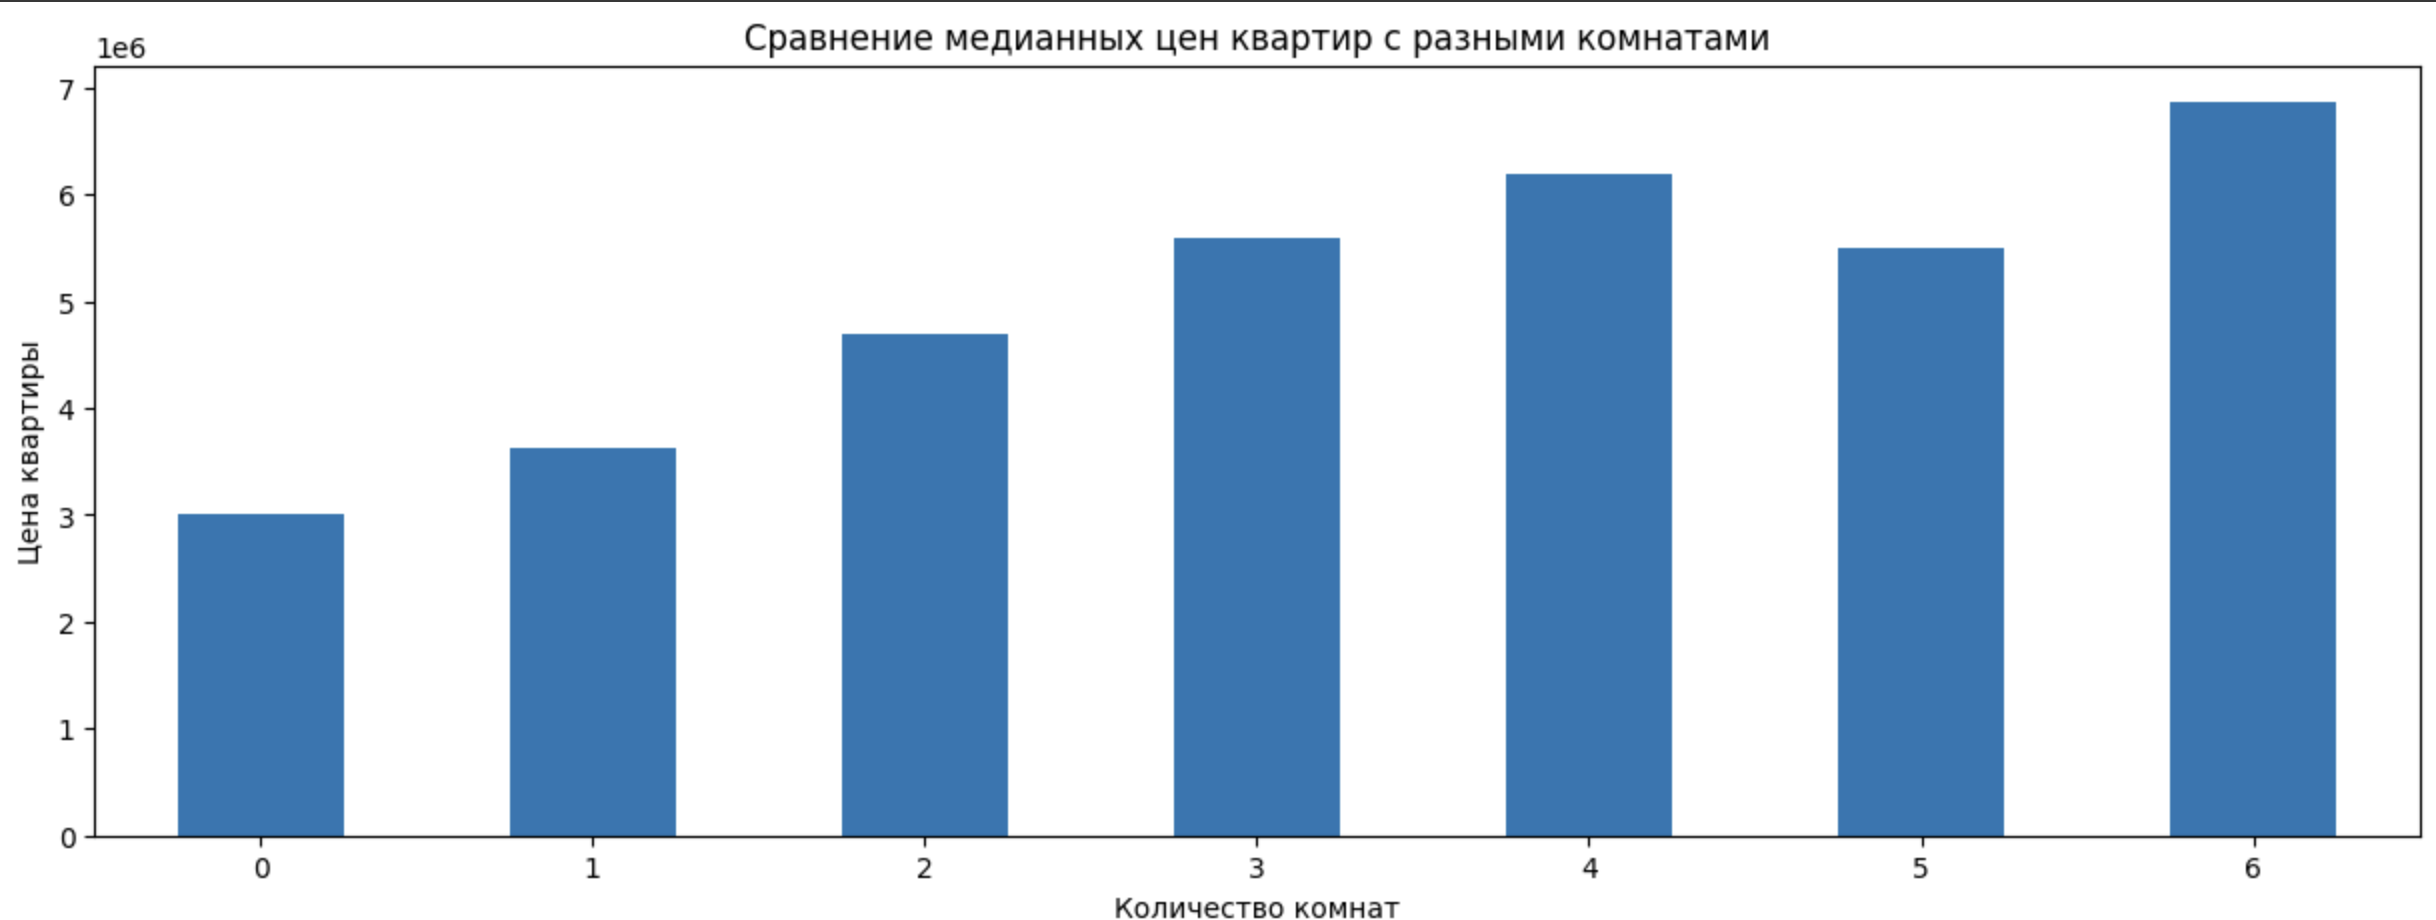 Сравнение медианных цен квартир с разными комнатами
1e6
7
6
5
4
3
2
1
0
Цена квартиры
0 1 2 3 4 5 6
Количество комнат